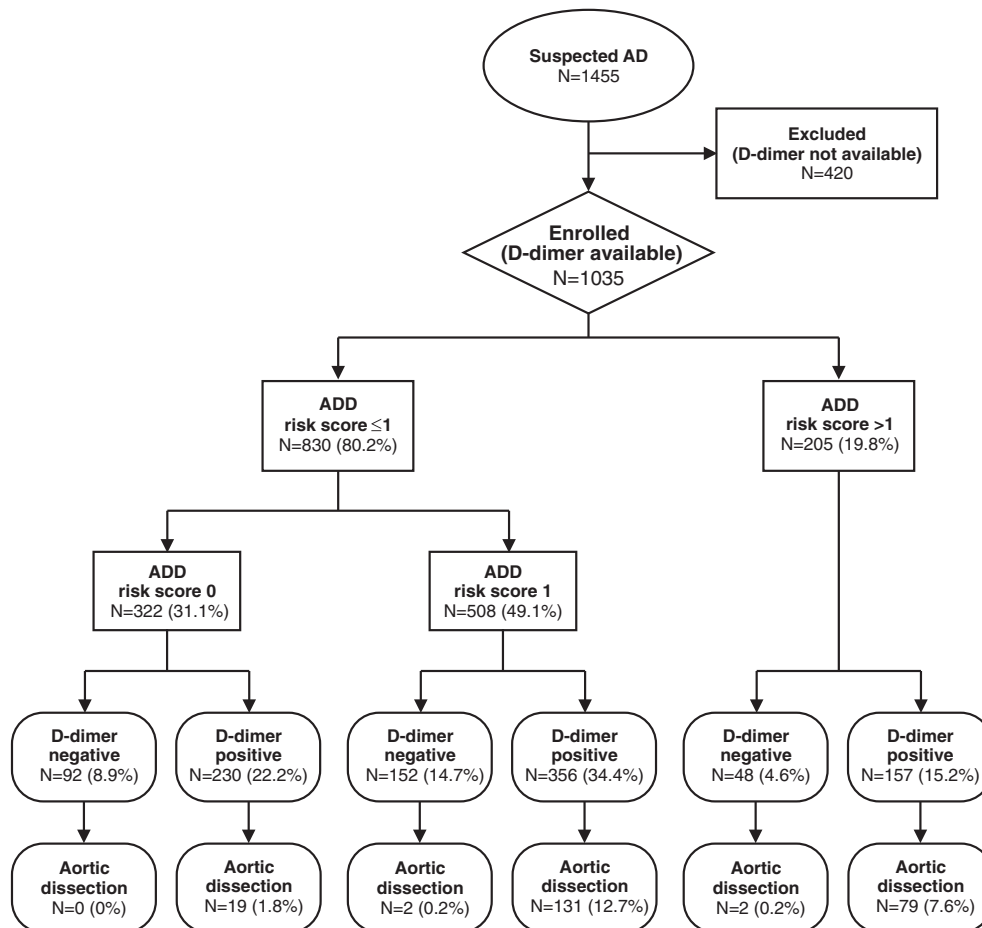 Suspected AD
N=1455
Excluded
(D-dimer not available)
N=420
Enrolled
(D-dimer available)
N=1035
ADD
risk score ≤1
N=830 (80.2%)
ADD
risk score >1
N=205 (19.8%)
ADD
risk score 0
N=322 (31.1%)
ADD
risk score 1
N=508 (49.1%)
D-dimer
negative
N=92 (8.9%)
D-dimer
positive
N=230 (22.2%)
D-dimer
negative
N=152 (14.7%)
D-dimer
positive
N=356 (34.4%)
D-dimer
negative
N=48 (4.6%)
D-dimer
positive
N=157 (15.2%)
Aortic
dissection
N=0 (0%)
Aortic
dissection
N=19 (1.8%)
Aortic
dissection
N=2 (0.2%)
Aortic
dissection
N=131 (12.7%)
Aortic
dissection
N=2 (0.2%)
Aortic
dissection
N=79 (7.6%)